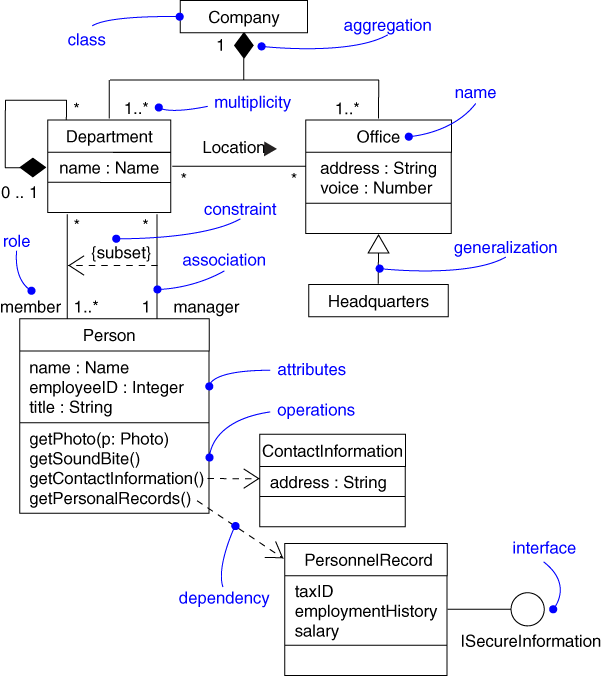 Company
class
aggregation
1
1..*
multiplicity
1..*
name
*
Department
name : Name
0 .. 1
Location
*
*
Office
address : String
voice : Number
constraint
*
*
{subset}
role
association
generalization
member
1..*
1
manager
Headquarters
Person
name : Name
employeeID : Integer
title : String
attributes
operations
getPhoto(p: Photo)
getSoundBite()
getContactInformation()
getPersonalRecords()
ContactInformation
address : String
dependency
PersonnelRecord
taxID
employmentHistory
salary
interface
ISecureInformation